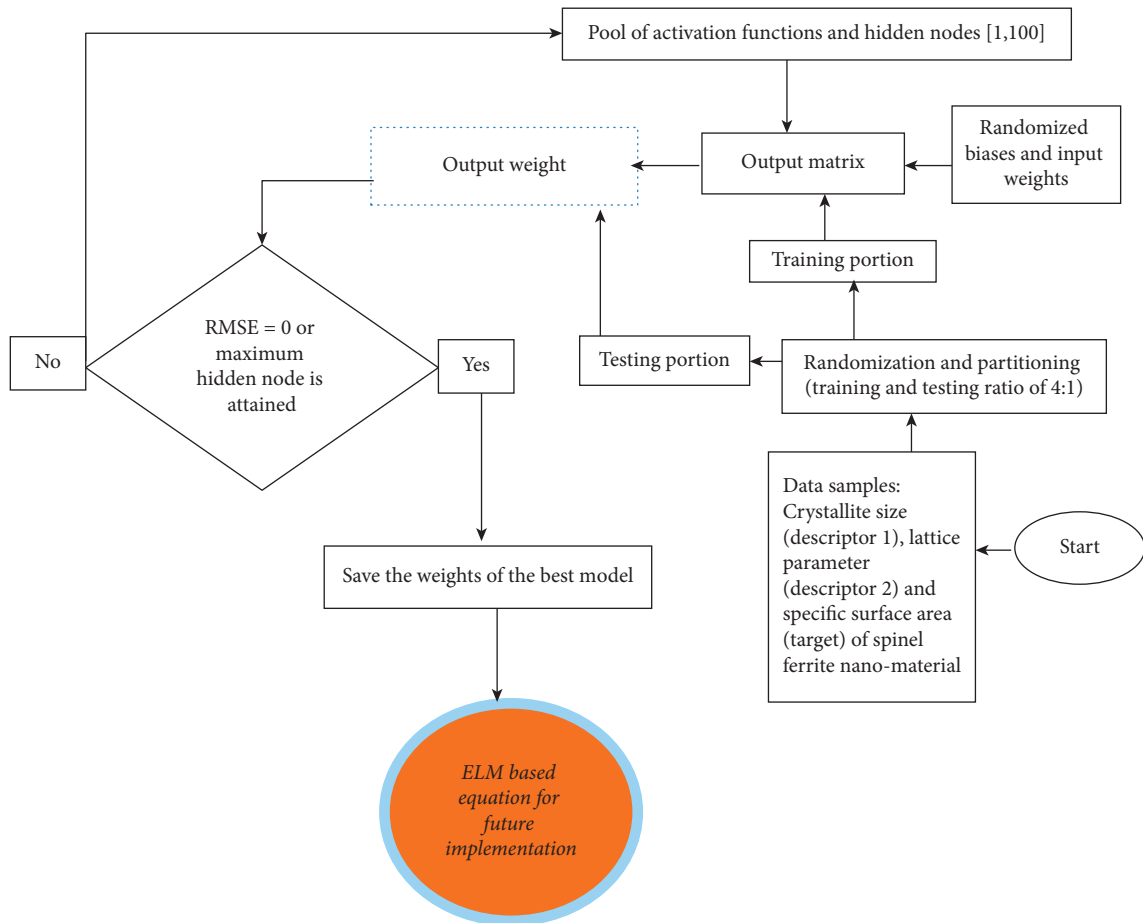 Pool of activation functions and hidden nodes [1,100]
Randomized
biases and input
weights
Output matrix
Output weight
Training portion
RMSE = 0 or
maximum
hidden node is
attained
No
Yes
Testing portion
Randomization and partitioning
(training and testing ratio of 4:1)
Data samples:
Crystallite size
(descriptor 1), lattice
parameter
(descriptor 2) and
specific surface area
(target) of spinel
ferrite nano-material
Start
Save the weights of the best model
ELM based
equation for
future
implementation